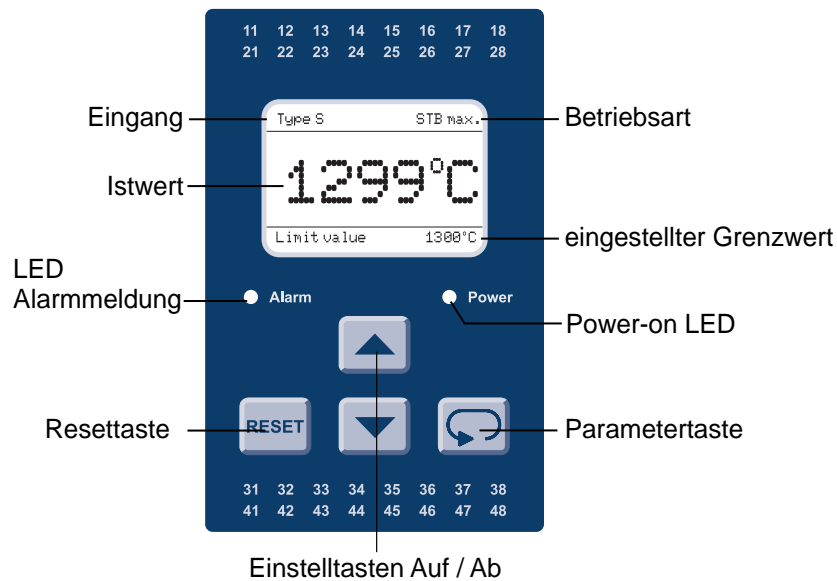 11 12 13 14 15 16 17 18
21 22 23 24 25 26 27 28
Eingang
Type S
STB max.
Betriebsart
Istwert
1299°C
Limit value
1300°C
eingestellter Grenzwert
LED
Alarmmeldung
Alarm
Power
Power-on LED
Resettaste
RESET
Parametertaste
31 32 33 34 35 36 37 38
41 42 43 44 45 46 47 48
Einstelltasten Auf / Ab